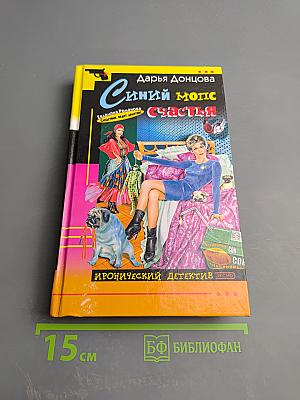 Дарья Донцова
Синий мопс
счастья
ИРОНИЧЕСКИЙ ДЕТЕКТИВ
15 см
БФ БИБЛИОФАН